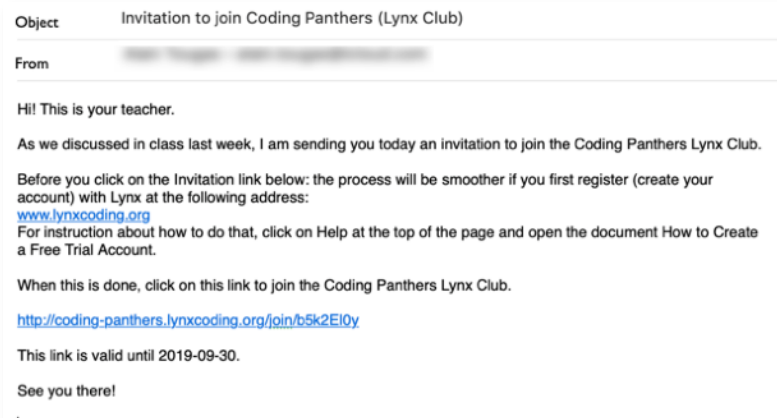 Object Invitation to join Coding Panthers (Lynx Club)
From
Hi! This is your teacher.
As we discussed in class last week, I am sending you today an invitation to join the Coding Panthers Lynx Club.
Before you click on the Invitation link below: the process will be smoother if you first register (create your
account) with Lynx at the following address:
www.lynxcoding.org
For instruction about how to do that, click on Help at the top of the page and open the document How to Create
a Free Trial Account.
When this is done, click on this link to join the Coding Panthers Lynx Club.
http://coding-panthers.lynxcoding.org/join/b5k2El0y
This link is valid until 2019-09-30.
See you there!